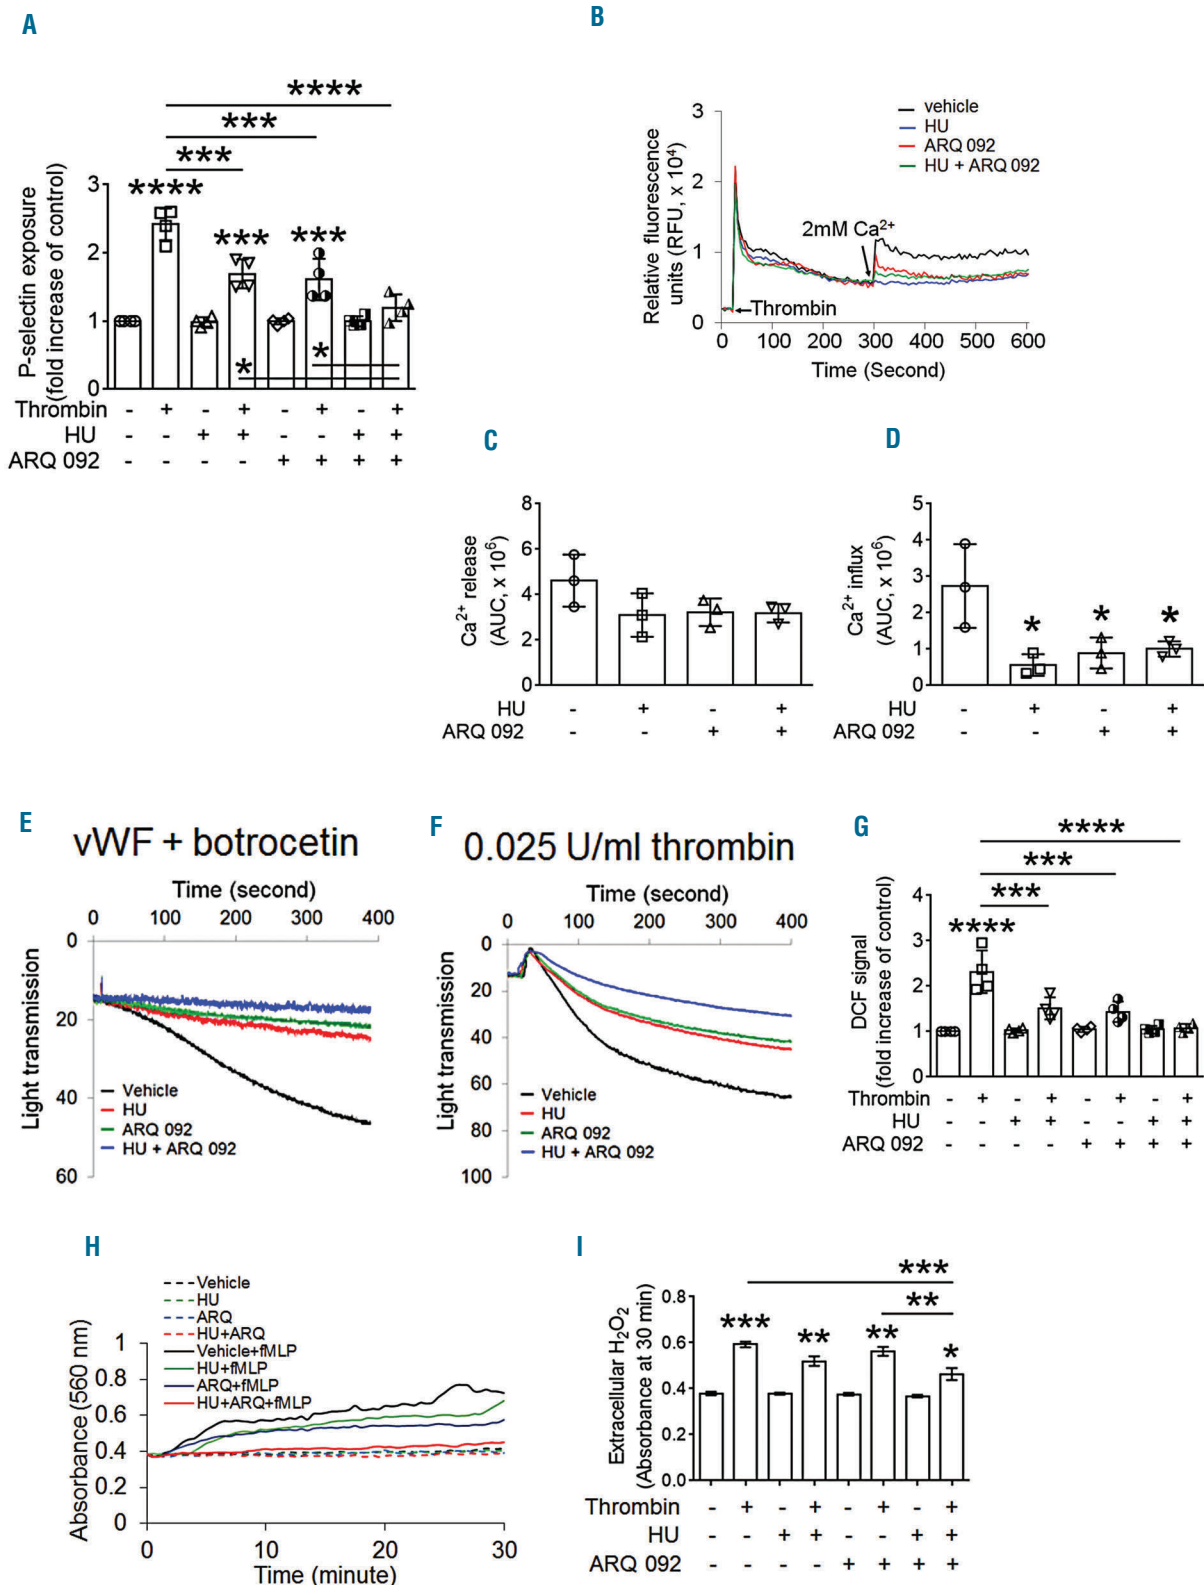 A
****
***
***
P-selectin exposure
(fold increase of control)
3
2
1
0
****
***
***
*
*
Thrombin - + - + - + - +
HU - - + + - - + +
ARQ 092 - - - - + + + +
B
vehicle
HU
ARQ 092
HU + ARQ 092
Relative fluorescence
units (RFU, x 10⁴)
3
2
1
0
2mM Ca²⁺
Thrombin
0 100 200 300 400 500 600
Time (Second)
C
Ca²⁺ release
(AUC, x 10⁶)
8
6
4
2
0
HU - + - +
ARQ 092 - - + +
D
Ca²⁺ influx
(AUC, x 10⁶)
5
4
3
2
1
0
* * *
HU - + - +
ARQ 092 - - + +
E
vWF + botrocetin
Time (second)
0 100 200 300 400
Light transmission
0
20
40
60
Vehicle
HU
ARQ 092
HU + ARQ 092
F
0.025 U/ml thrombin
Time (second)
0 100 200 300 400
Light transmission
0
20
40
60
80
100
Vehicle
HU
ARQ 092
HU + ARQ 092
G
****
***
***
****
DCF signal
(fold increase of control)
4
3
2
1
0
Thrombin - + - + - + - +
HU - - + + - - + +
ARQ 092 - - - - + + + +
H
Vehicle
HU
ARQ
HU+ARQ
Vehicle+fMLP
HU+fMLP
ARQ+fMLP
HU+ARQ+fMLP
Absorbance (560 nm)
1
0.8
0.6
0.4
0.2
0
0 10 20 30
Time (minute)
I
***
**
Extracellular H₂O₂
(Absorbance at 30 min)
0.8
0.6
0.4
0.2
0.0
***
**
**
*
Thrombin - + - + - + - +
HU - - + + - - + +
ARQ 092 - - - - + + + +